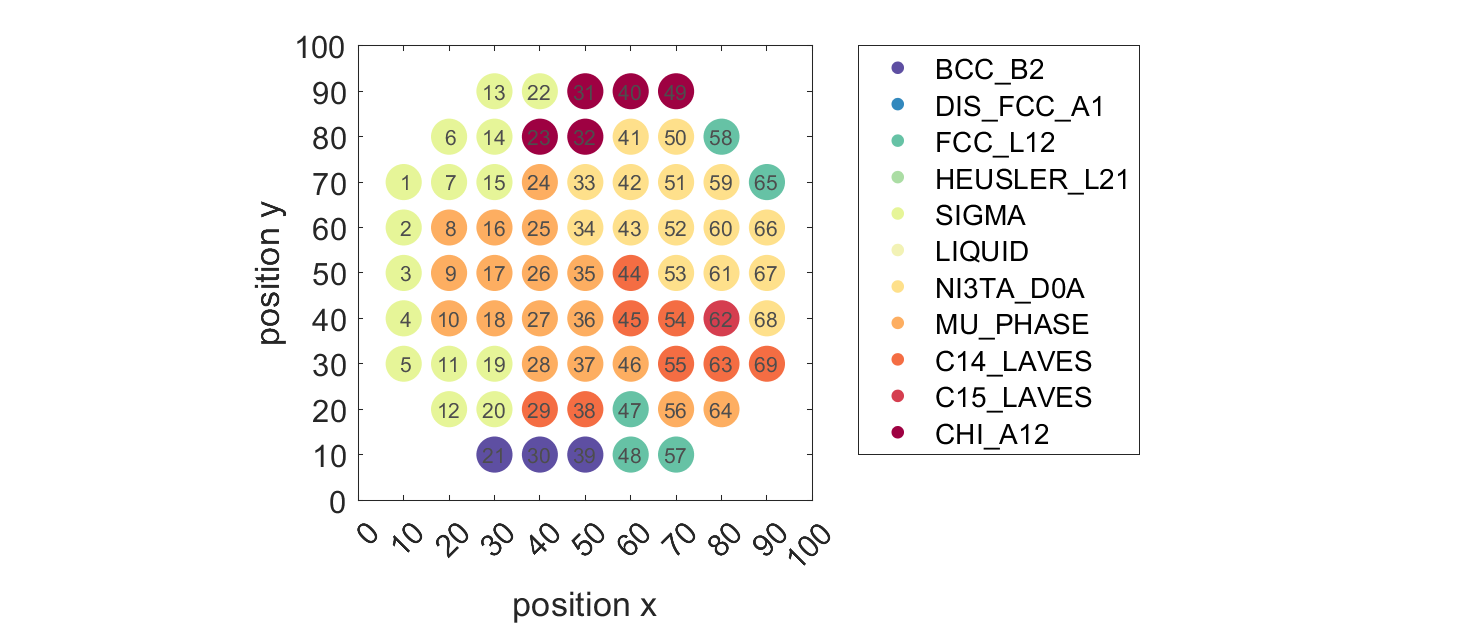 100
90 13 22 31 40 49
80 6 14 23 32 41 50 58
70 1 7 15 24 33 42 51 59 65
60 2 8 16 25 34 43 52 60 66
50 3 9 17 26 35 44 53 61 67
40 4 10 18 27 36 45 54 62 68
30 5 11 19 28 37 46 55 63 69
20 12 20 29 38 47 56 64
10 21 30 39 48 57
0
position y
0 10 20 30 40 50 60 70 80 90 100
position x
BCC_B2
DIS_FCC_A1
FCC_L12
HEUSLER_L21
SIGMA
LIQUID
NI3TA_D0A
MU_PHASE
C14_LAVES
C15_LAVES
CHI_A12